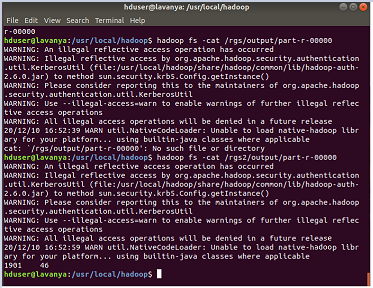 hduser@lavanya: /usr/local/hadoop
File Edit View Search Terminal Help
r-00000
hduser@lavanya:/usr/local/hadoop$ hadoop fs -cat /rgs/output/part-r-00000
WARNING: An illegal reflective access operation has occurred
WARNING: Illegal reflective access by org.apache.hadoop.security.authentication
.util.KerberosUtil (file:/usr/local/hadoop/share/hadoop/common/lib/hadoop-auth-
2.6.0.jar) to method sun.security.krb5.Config.getInstance()
WARNING: Please consider reporting this to the maintainers of org.apache.hadoop
.security.authentication.util.KerberosUtil
WARNING: Use --illegal-access=warn to enable warnings of further illegal reflec
tive access operations
WARNING: All illegal access operations will be denied in a future release
20/12/10 16:52:39 WARN util.NativeCodeLoader: Unable to load native-hadoop libr
ary for your platform... using builtin-java classes where applicable
cat: `/rgs/output/part-r-00000': No such file or directory
hduser@lavanya:/usr/local/hadoop$ hadoop fs -cat /rgs2/output/part-r-00000
WARNING: An illegal reflective access operation has occurred
WARNING: Illegal reflective access by org.apache.hadoop.security.authentication
.util.KerberosUtil (file:/usr/local/hadoop/share/hadoop/common/lib/hadoop-auth-
2.6.0.jar) to method sun.security.krb5.Config.getInstance()
WARNING: Please consider reporting this to the maintainers of org.apache.hadoop
.security.authentication.util.KerberosUtil
WARNING: Use --illegal-access=warn to enable warnings of further illegal reflec
tive access operations
WARNING: All illegal access operations will be denied in a future release
20/12/10 16:52:59 WARN util.NativeCodeLoader: Unable to load native-hadoop libr
ary for your platform... using builtin-java classes where applicable
1901 46
hduser@lavanya:/usr/local/hadoop$